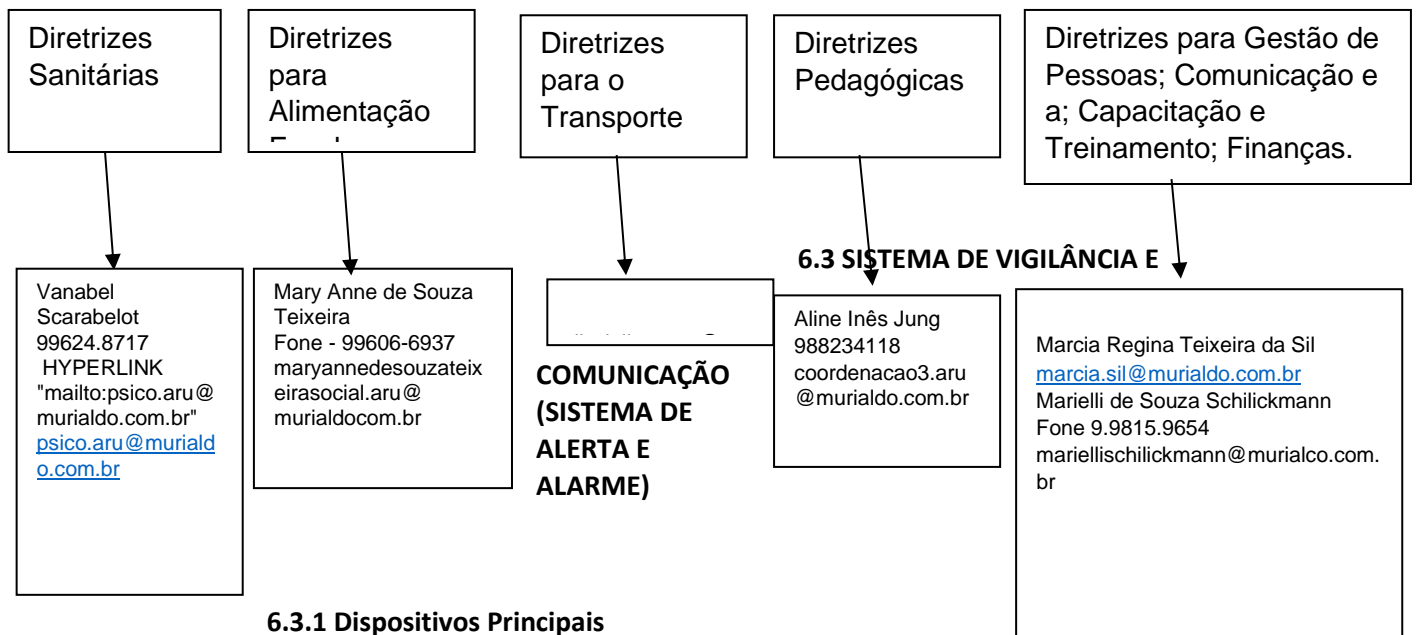 Diretrizes
Sanitárias
Diretrizes
para
Alimentação
Diretrizes
para o
Transporte
Diretrizes
Pedagógicas
Diretrizes para Gestão de
Pessoas; Comunicação e
a; Capacitação e
Treinamento; Finanças.
6.3 SISTEMA DE VIGILÂNCIA E
Vanabel
Scarabelot
99624.8717
HYPERLINK
"mailto:psico.aru@
murialdo.com.br"
psico.aru@muriald
o.com.br
Mary Anne de Souza
Teixeira
Fone - 99606-6937
maryannedesouzateix
eirasocial.aru@
murialdocom.br
COMUNICAÇÃO
(SISTEMA DE
ALERTA E
ALARME)
Aline Inês Jung
988234118
coordenacao3.aru
@murialdo.com.br
Marcia Regina Teixeira da Sil
marcia.sil@murialdo.com.br
Marielli de Souza Schilickmann
Fone 9.9815.9654
mariellischilickmann@murialco.com.
br
6.3.1 Dispositivos Principais